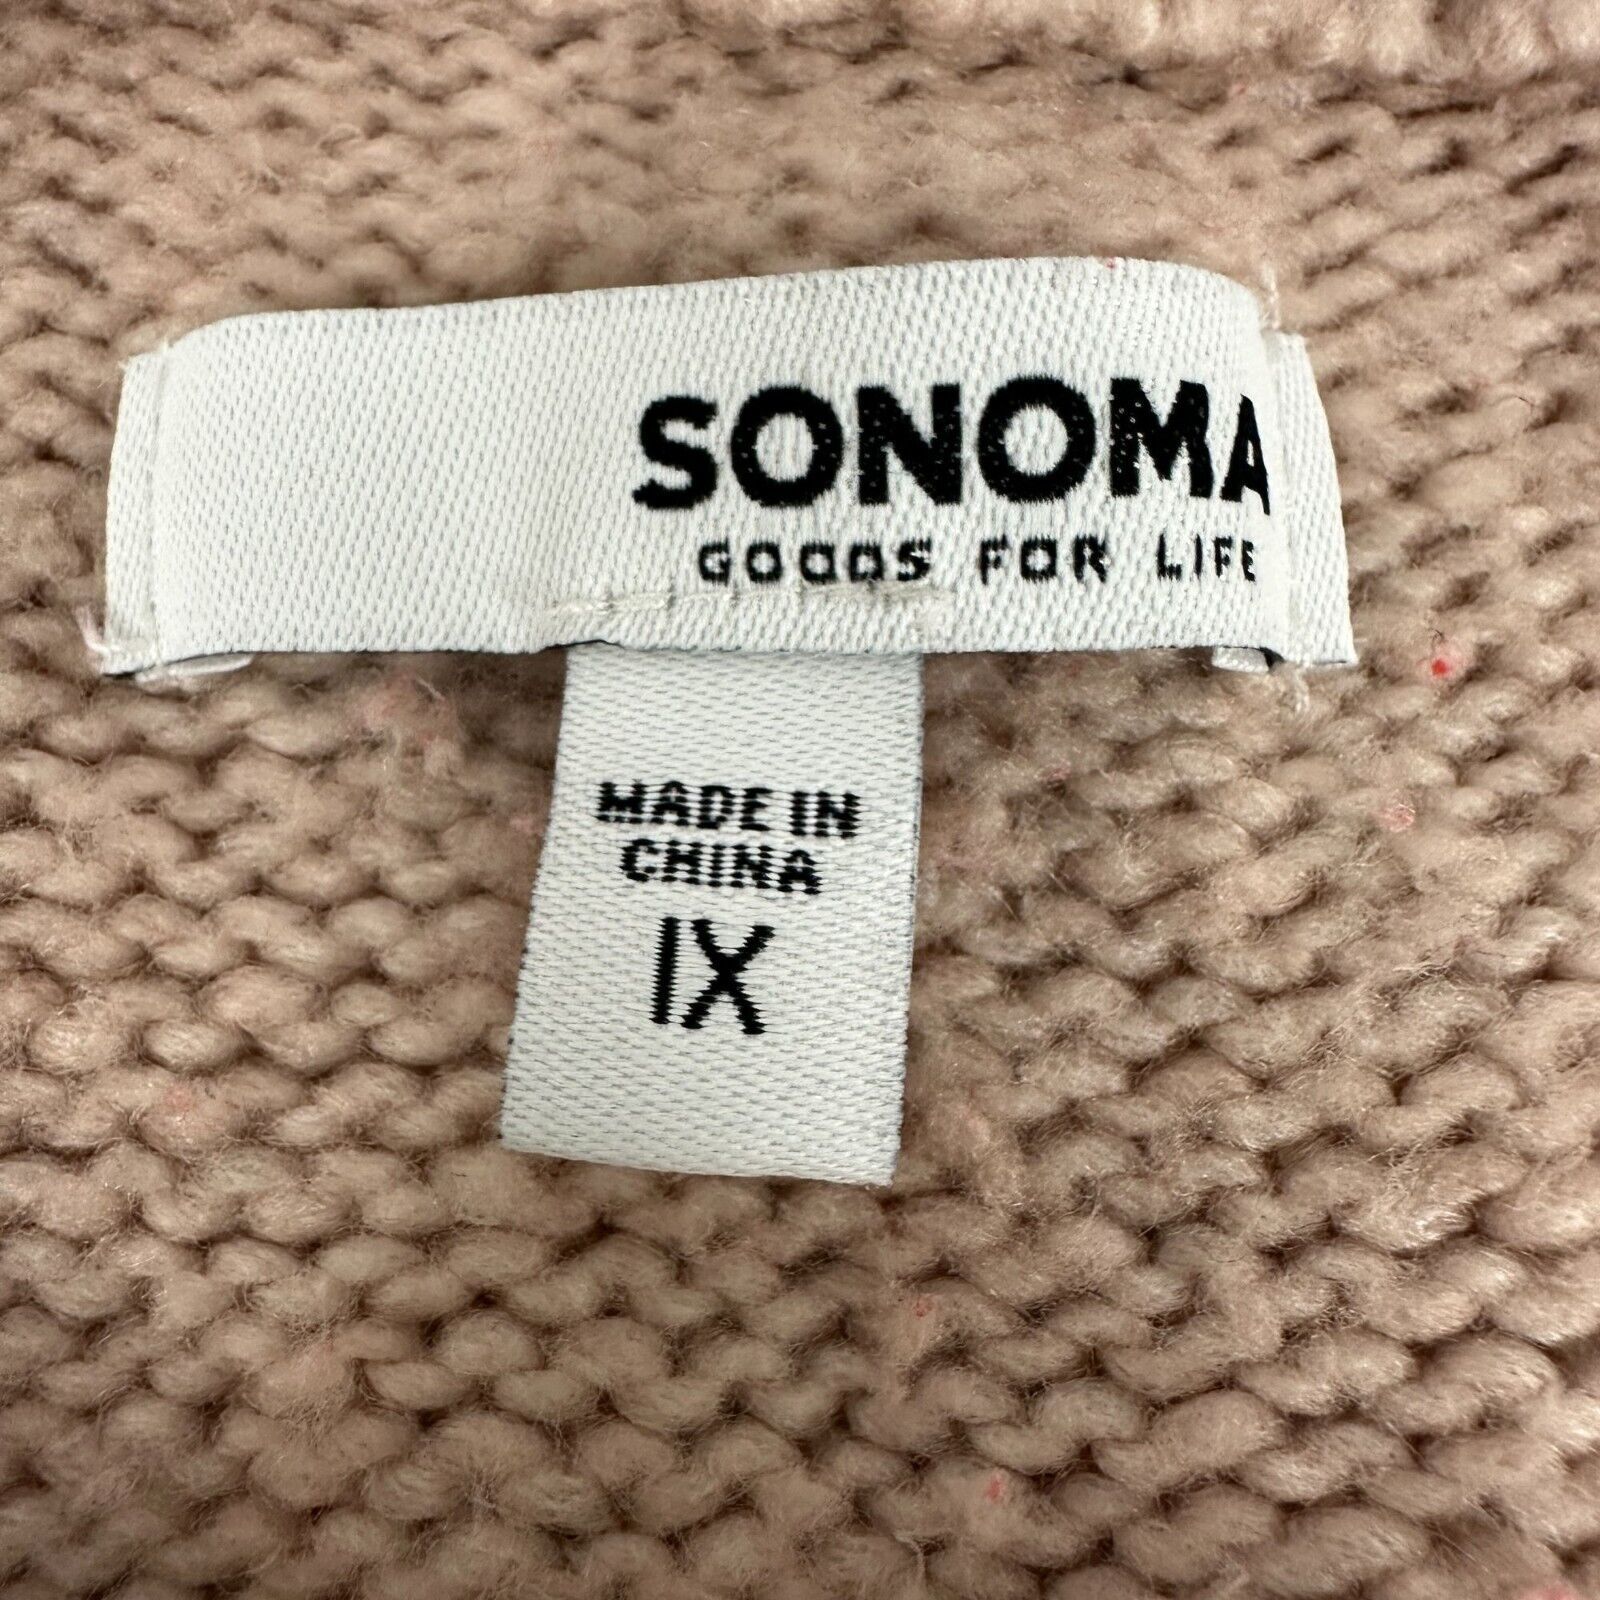 SONOMA
GOODS FOR LIFE
MADE IN
CHINA
1X